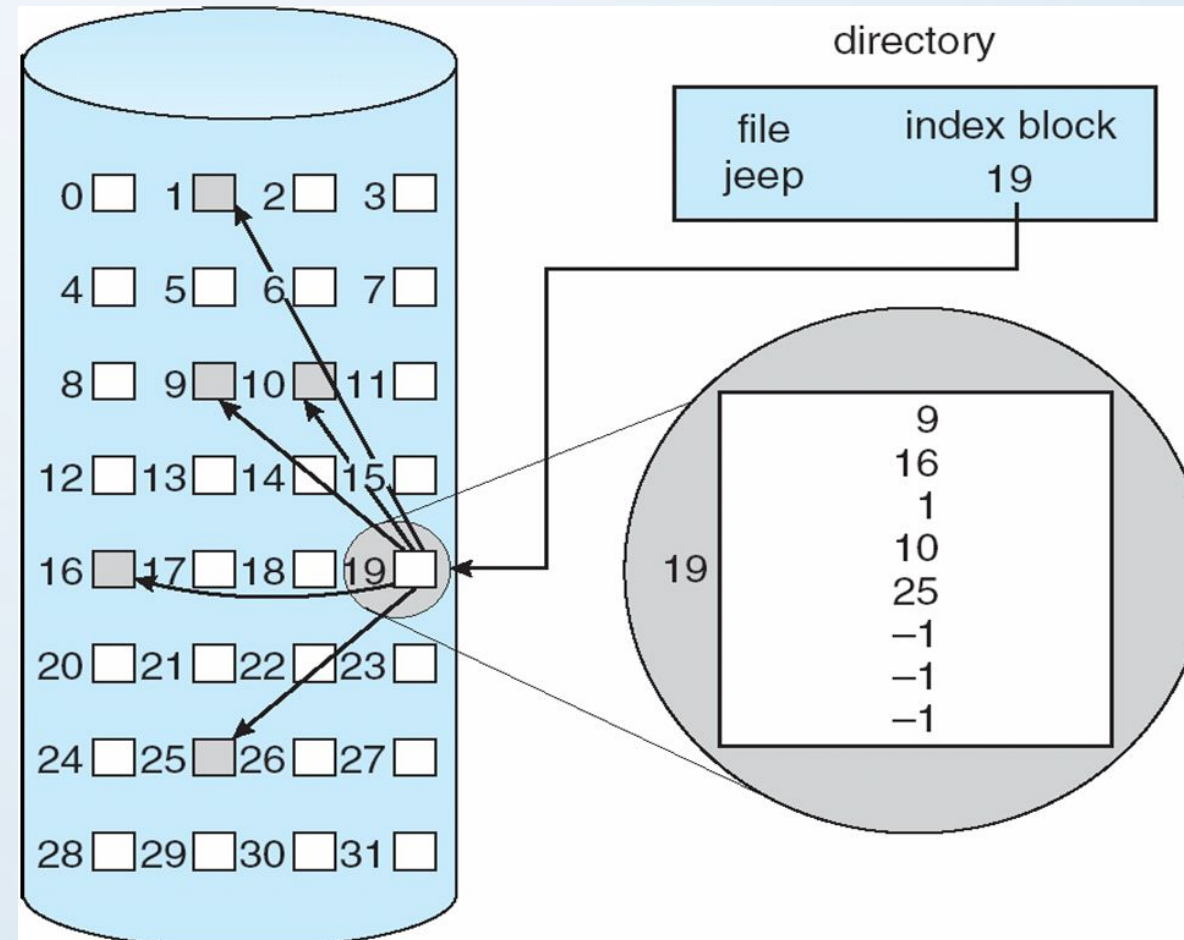 directory
file index block
jeep 19
0 1 2 3
4 5 6 7
8 9 10 11
12 13 14 15
16 17 18 19
20 21 22 23
24 25 26 27
28 29 30 31
19
9
16
1
10
25
–1
–1
–1